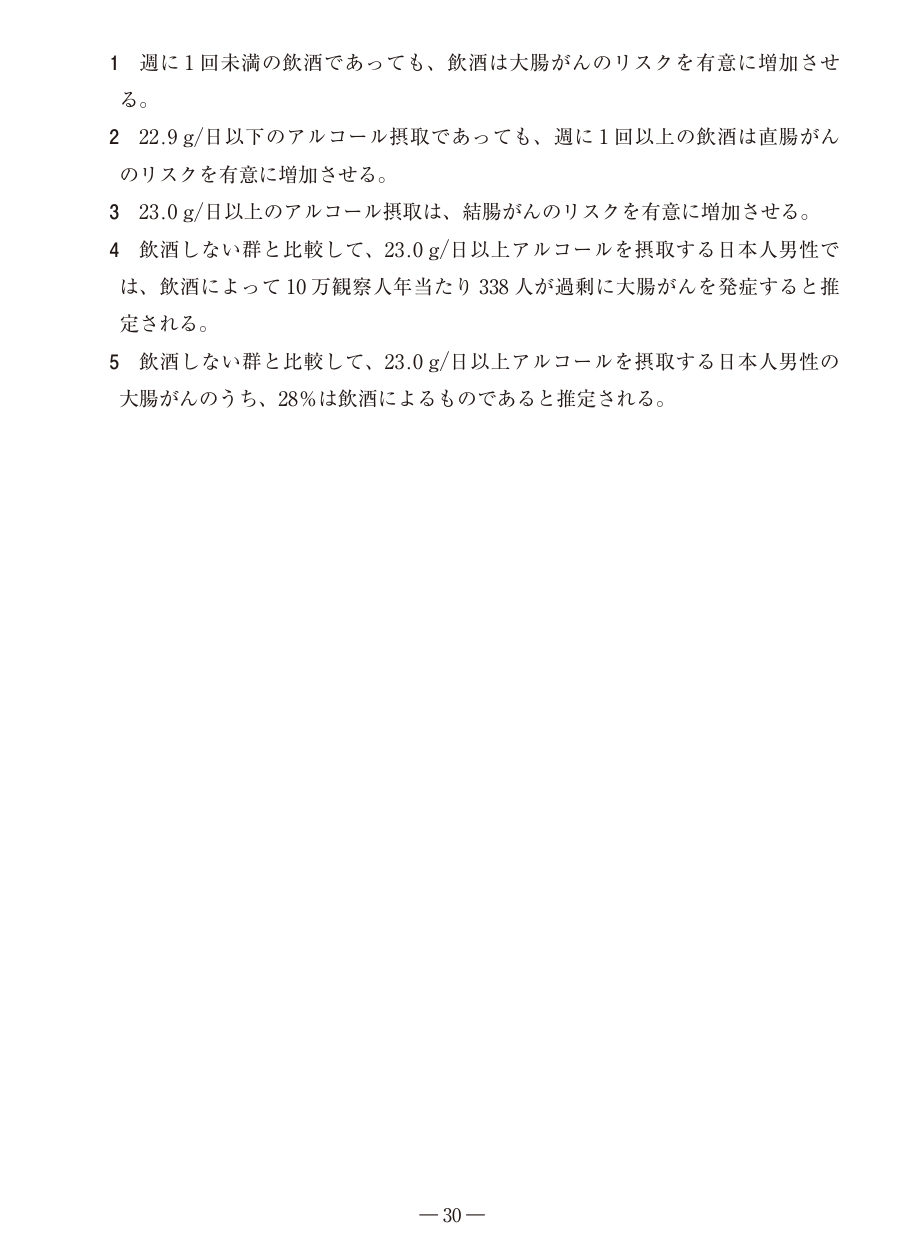 1　週に1回未満の飲酒であっても、飲酒は大腸がんのリスクを有意に増加させ
る。
2　22.9 g/日以下のアルコール摂取であっても、週に1回以上の飲酒は直腸がん
のリスクを有意に増加させる。
3　23.0 g/日以上のアルコール摂取は、結腸がんのリスクを有意に増加させる。
4　飲酒しない群と比較して、23.0 g/日以上アルコールを摂取する日本人男性で
は、飲酒によって 10 万観察人年当たり 338 人が過剰に大腸がんを発症すると推
定される。
5　飲酒しない群と比較して、23.0 g/日以上アルコールを摂取する日本人男性の
大腸がんのうち、28％は飲酒によるものであると推定される。
― 30 ―